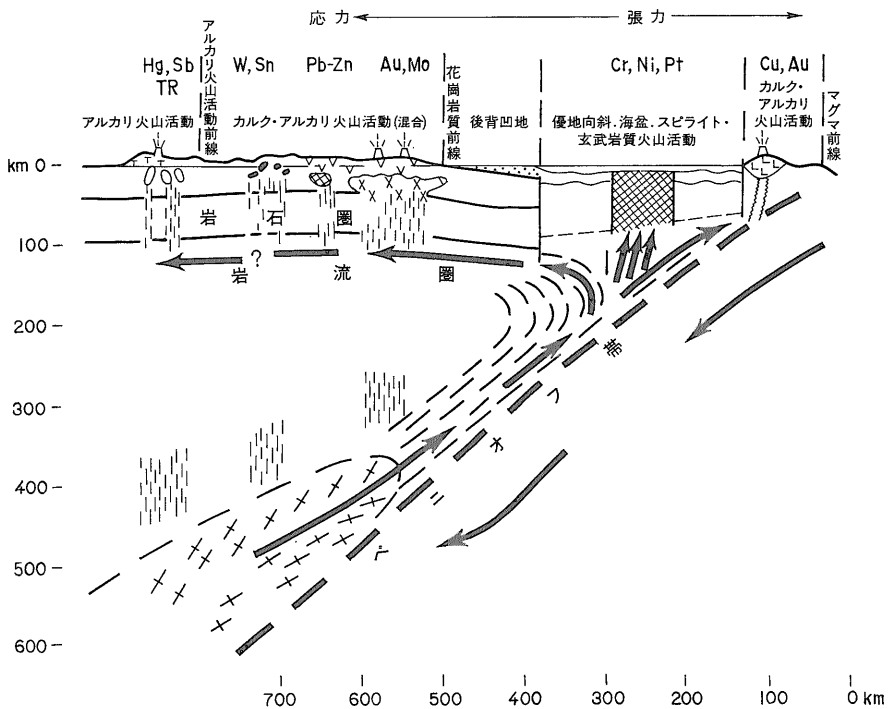 応力 張力
Hg, Sb
TR
アルカリ火山活動前線
W, Sn
Pb-Zn
Au, Mo
花崗岩質前線
Cr, Ni, Pt
Cu, Au
カルク・
アルカリ
火山活動
マグマ前線
アルカリ火山活動
カルク・アルカリ火山活動(混合)
後背凹地
優地向斜.海盆.スピライト・
玄武岩質火山活動
km 0
100
200
300
400
500
600
岩石圏
岩?流圏
ベニオフ帯
700 600 500 400 300 200 100 0 km